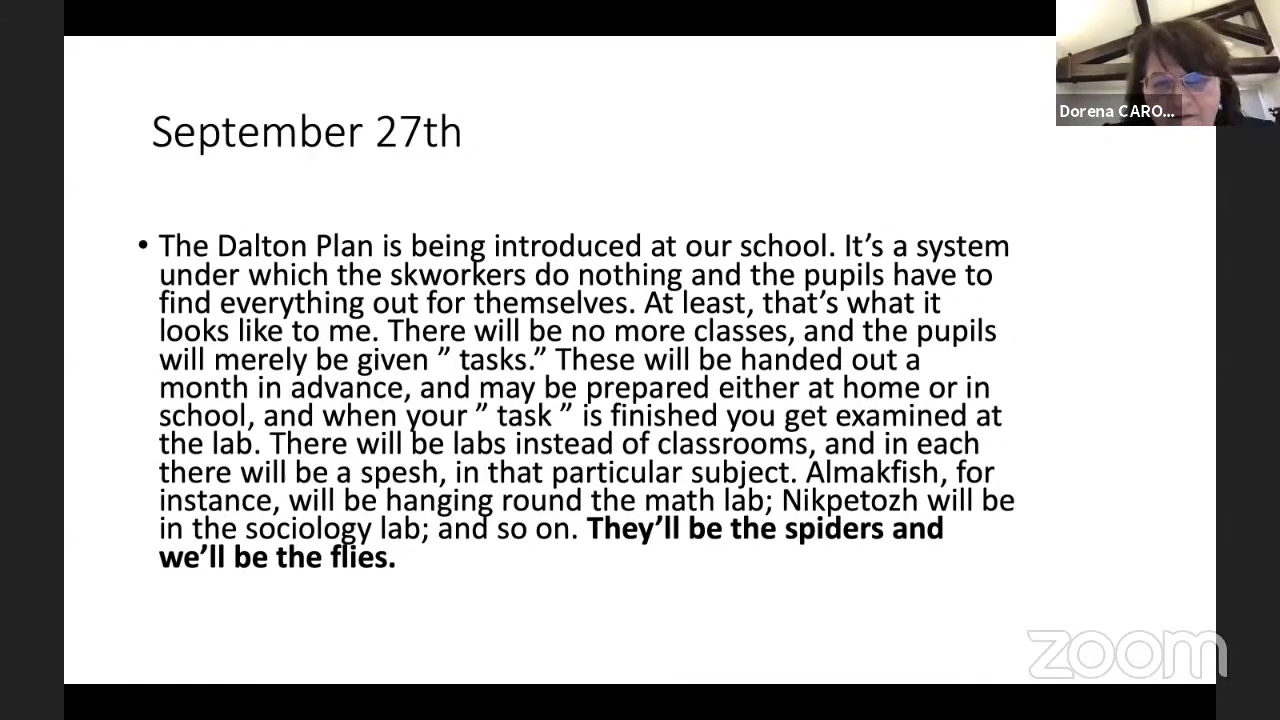 Dorena CARO...
September 27th
• The Dalton Plan is being introduced at our school. It’s a system
under which the skworkers do nothing and the pupils have to
find everything out for themselves. At least, that’s what it
looks like to me. There will be no more classes, and the pupils
will merely be given ” tasks.” These will be handed out a
month in advance, and may be prepared either at home or in
school, and when your ” task ” is finished you get examined at
the lab. There will be labs instead of classrooms, and in each
there will be a spesh, in that particular subject. Almakfish, for
instance, will be hanging round the math lab; Nikpetozh will be
in the sociology lab; and so on. They’ll be the spiders and
we’ll be the flies.
zoom